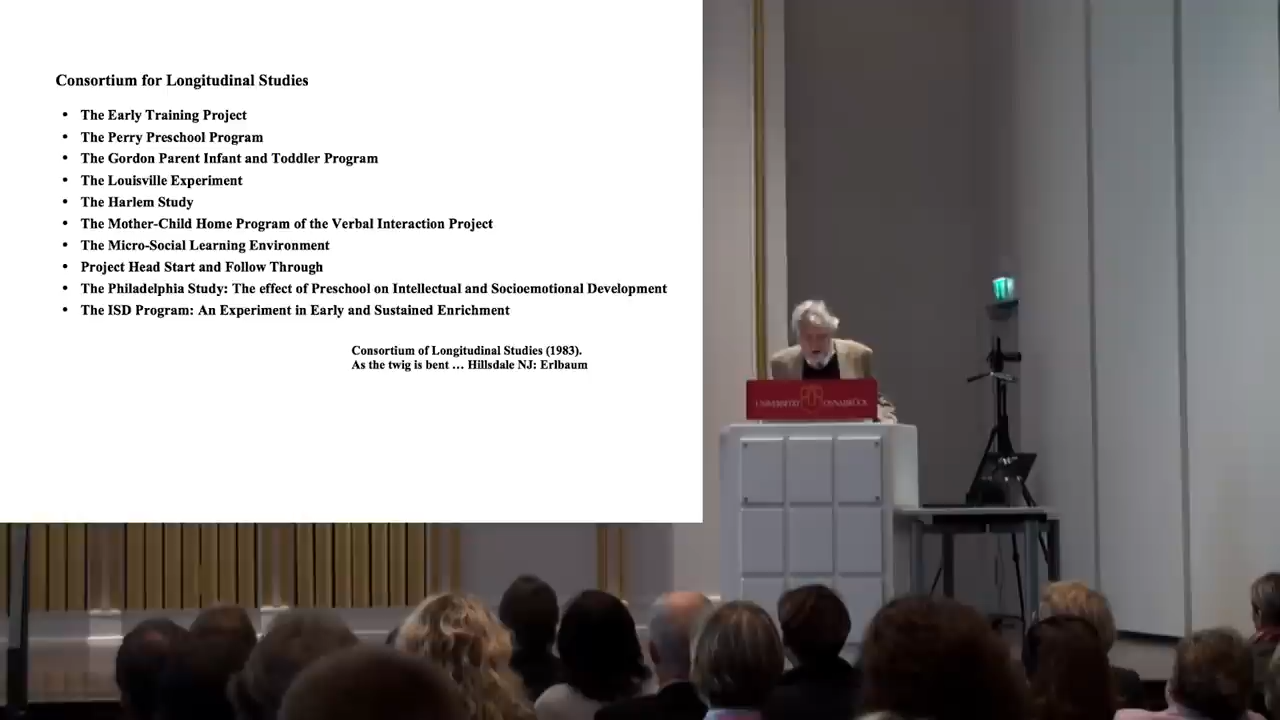 Consortium for Longitudinal Studies
• The Early Training Project
• The Perry Preschool Program
• The Gordon Parent Infant and Toddler Program
• The Louisville Experiment
• The Harlem Study
• The Mother-Child Home Program of the Verbal Interaction Project
• The Micro-Social Learning Environment
• Project Head Start and Follow Through
• The Philadelphia Study: The effect of Preschool on Intellectual and Socioemotional Development
• The ISD Program: An Experiment in Early and Sustained Enrichment
Consortium of Longitudinal Studies (1983).
As the twig is bent … Hillsdale NJ: Erlbaum
UNIVERSITÄT OSNABRÜCK